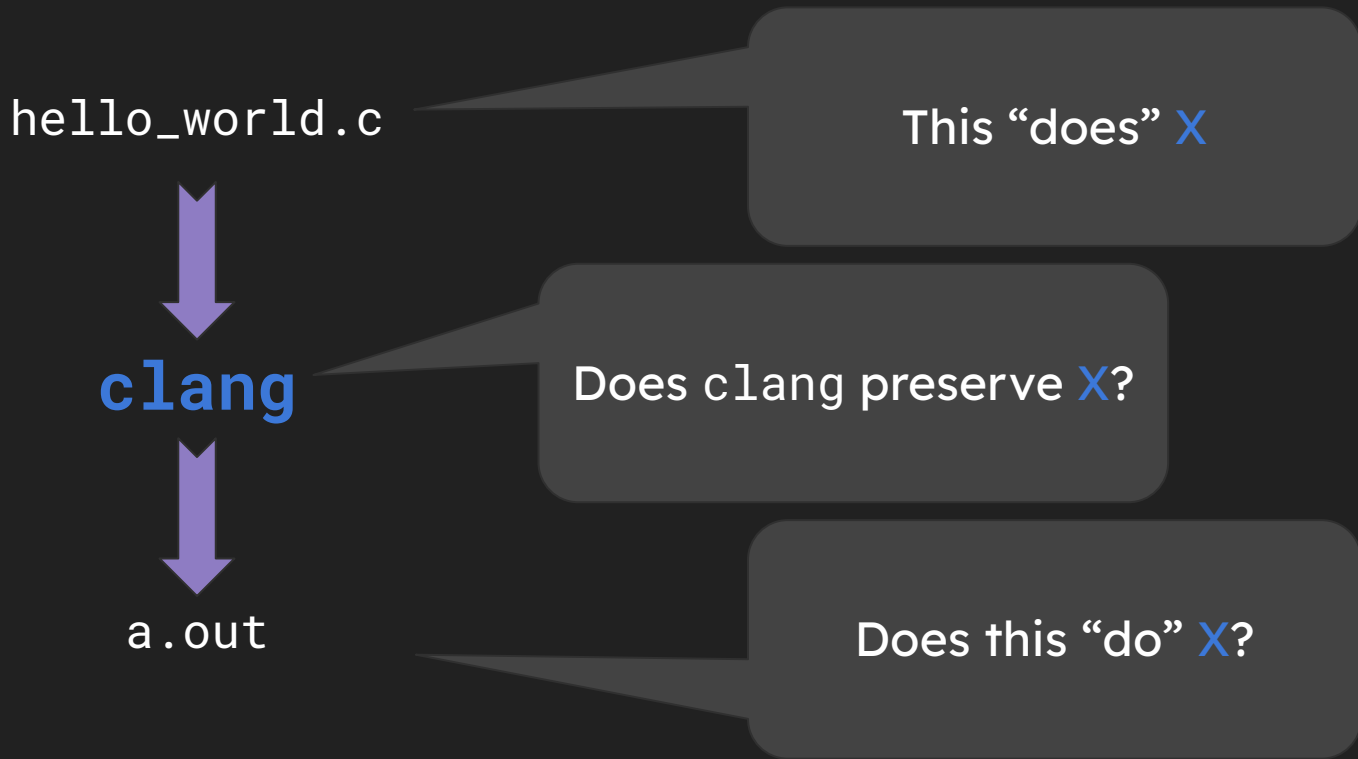 hello_world.c
This “does” X
clang
Does clang preserve X?
a.out
Does this “do” X?